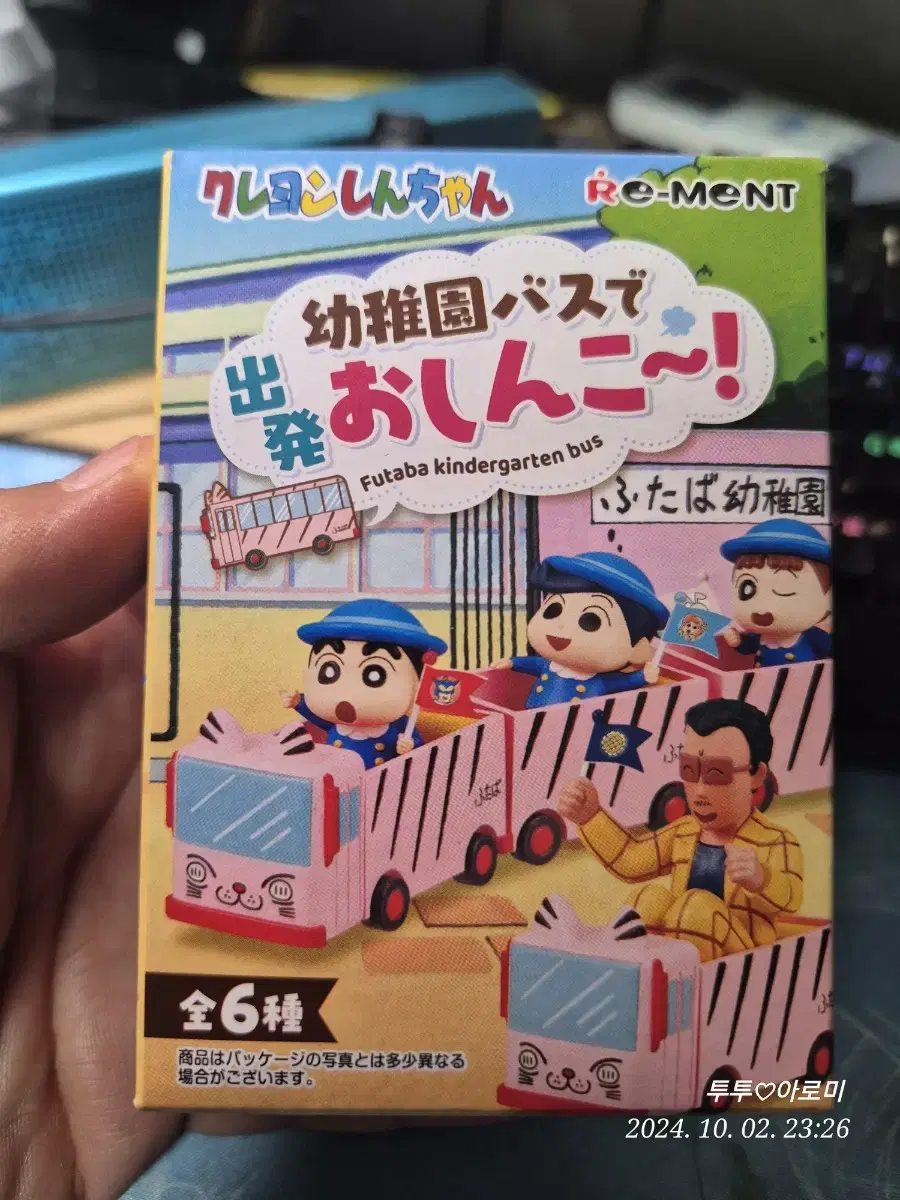 クレヨンしんちゃん
Re-MeNT
幼稚園バスで
出発おしんこ〜!
Futaba kindergarten bus
ふたば幼稚園
ふたば
全6種
商品はパッケージの写真とは多少異なる
場合がございます。
투투♡아로미
2024. 10. 02. 23:26